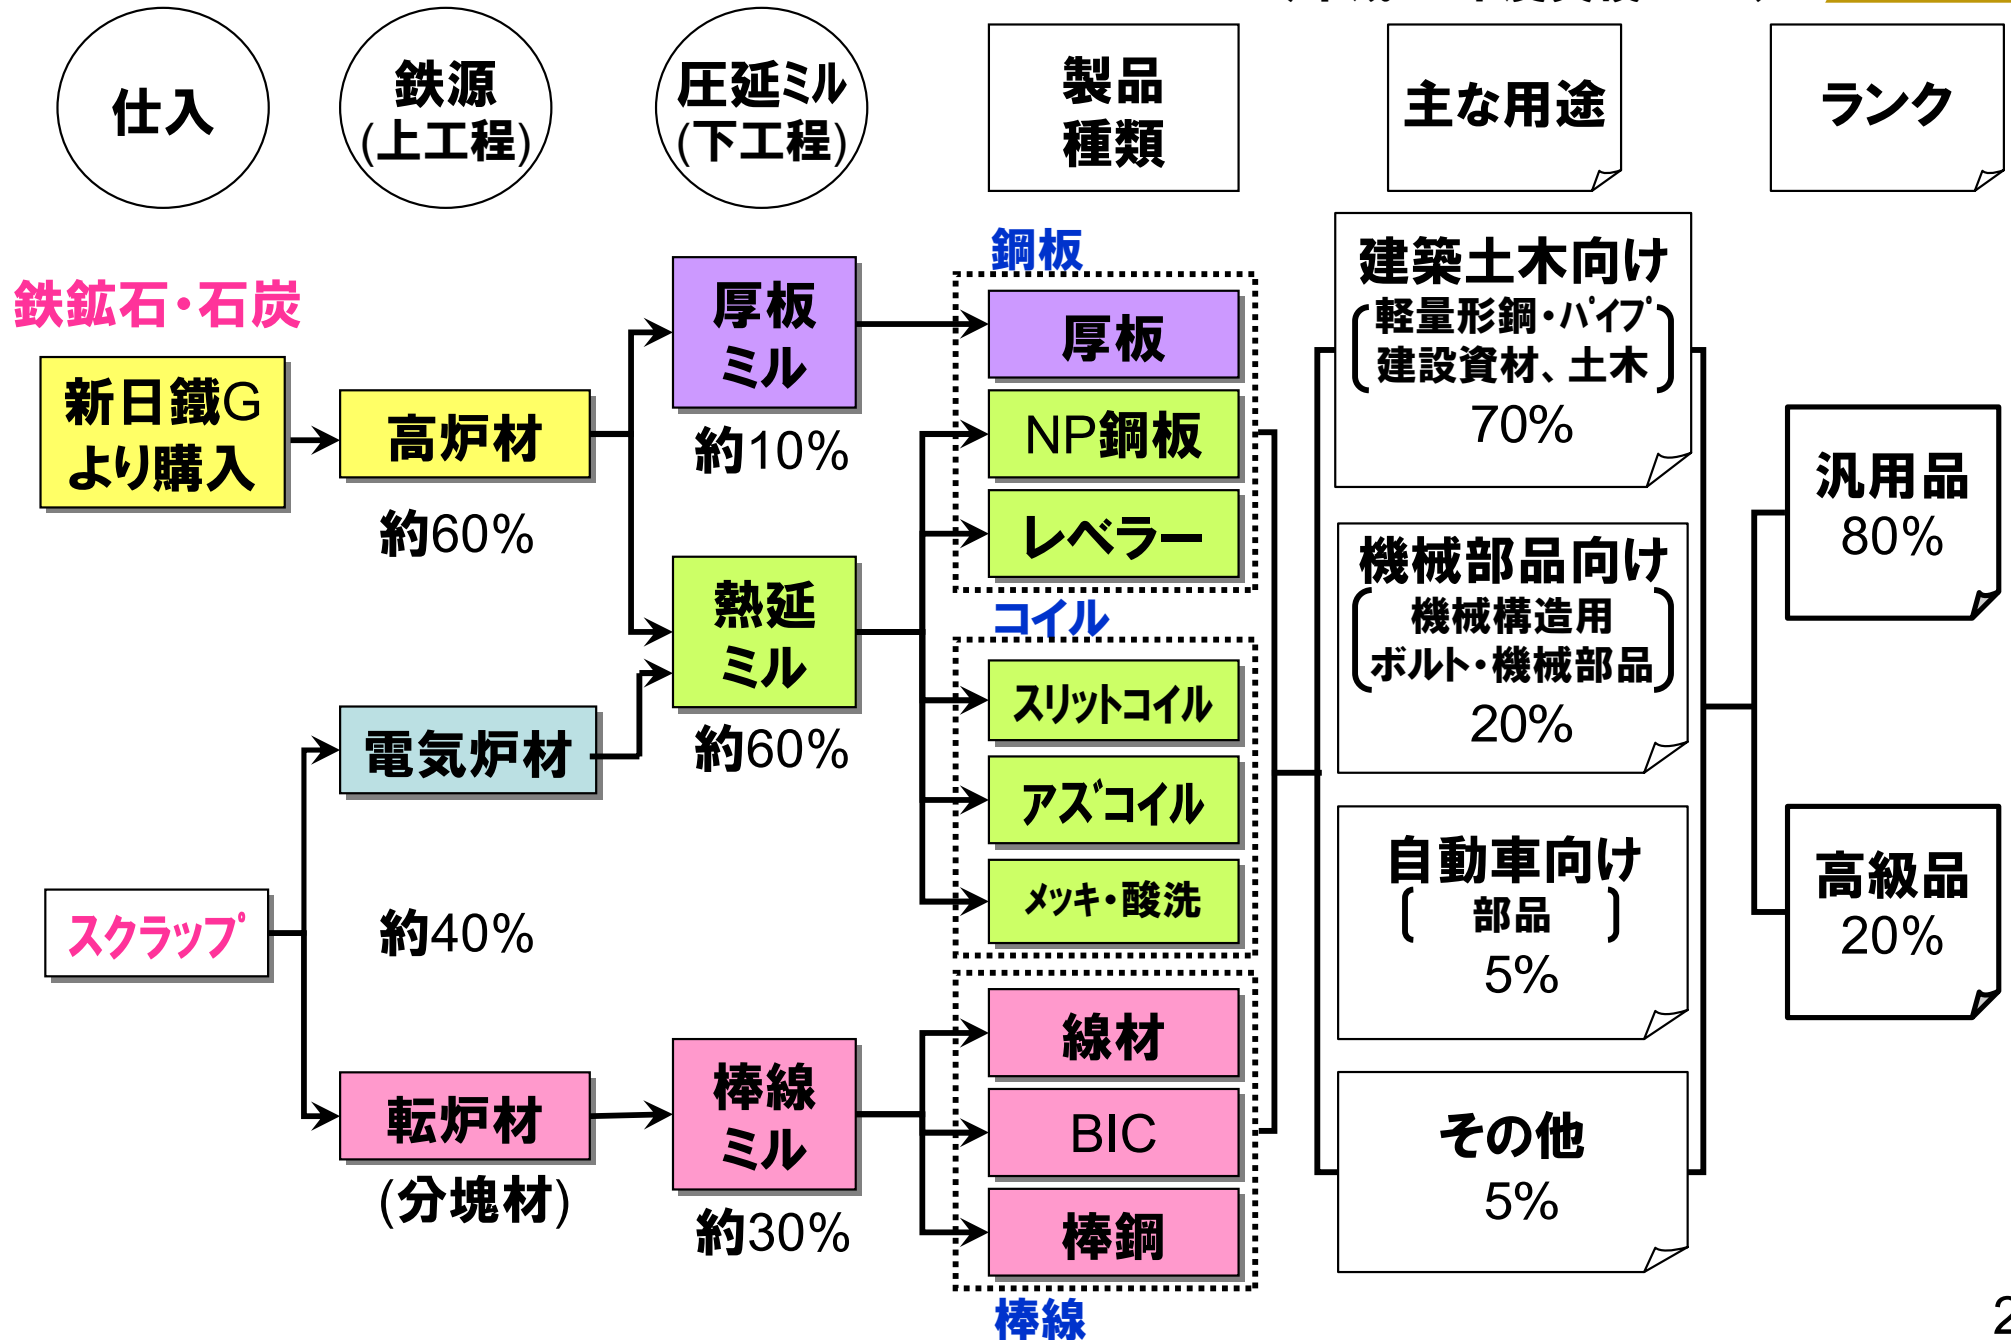 仕入
鉄源
(上工程)
圧延ミル
(下工程)
製品
種類
主な用途
ランク
鉄鉱石・石炭
新日鐵G
より購入
高炉材
約60%
スクラップ
電気炉材
約40%
転炉材
(分塊材)
厚板
ミル
約10%
熱延
ミル
約60%
棒線
ミル
約30%
鋼板
厚板
NP鋼板
レベラー
コイル
スリットコイル
アズコイル
メッキ・酸洗
線材
BIC
棒鋼
棒線
建築土木向け
軽量形鋼・パイプ
建設資材、土木
70%
機械部品向け
機械構造用
ボルト・機械部品
20%
自動車向け
部品
5%
その他
5%
汎用品
80%
高級品
20%